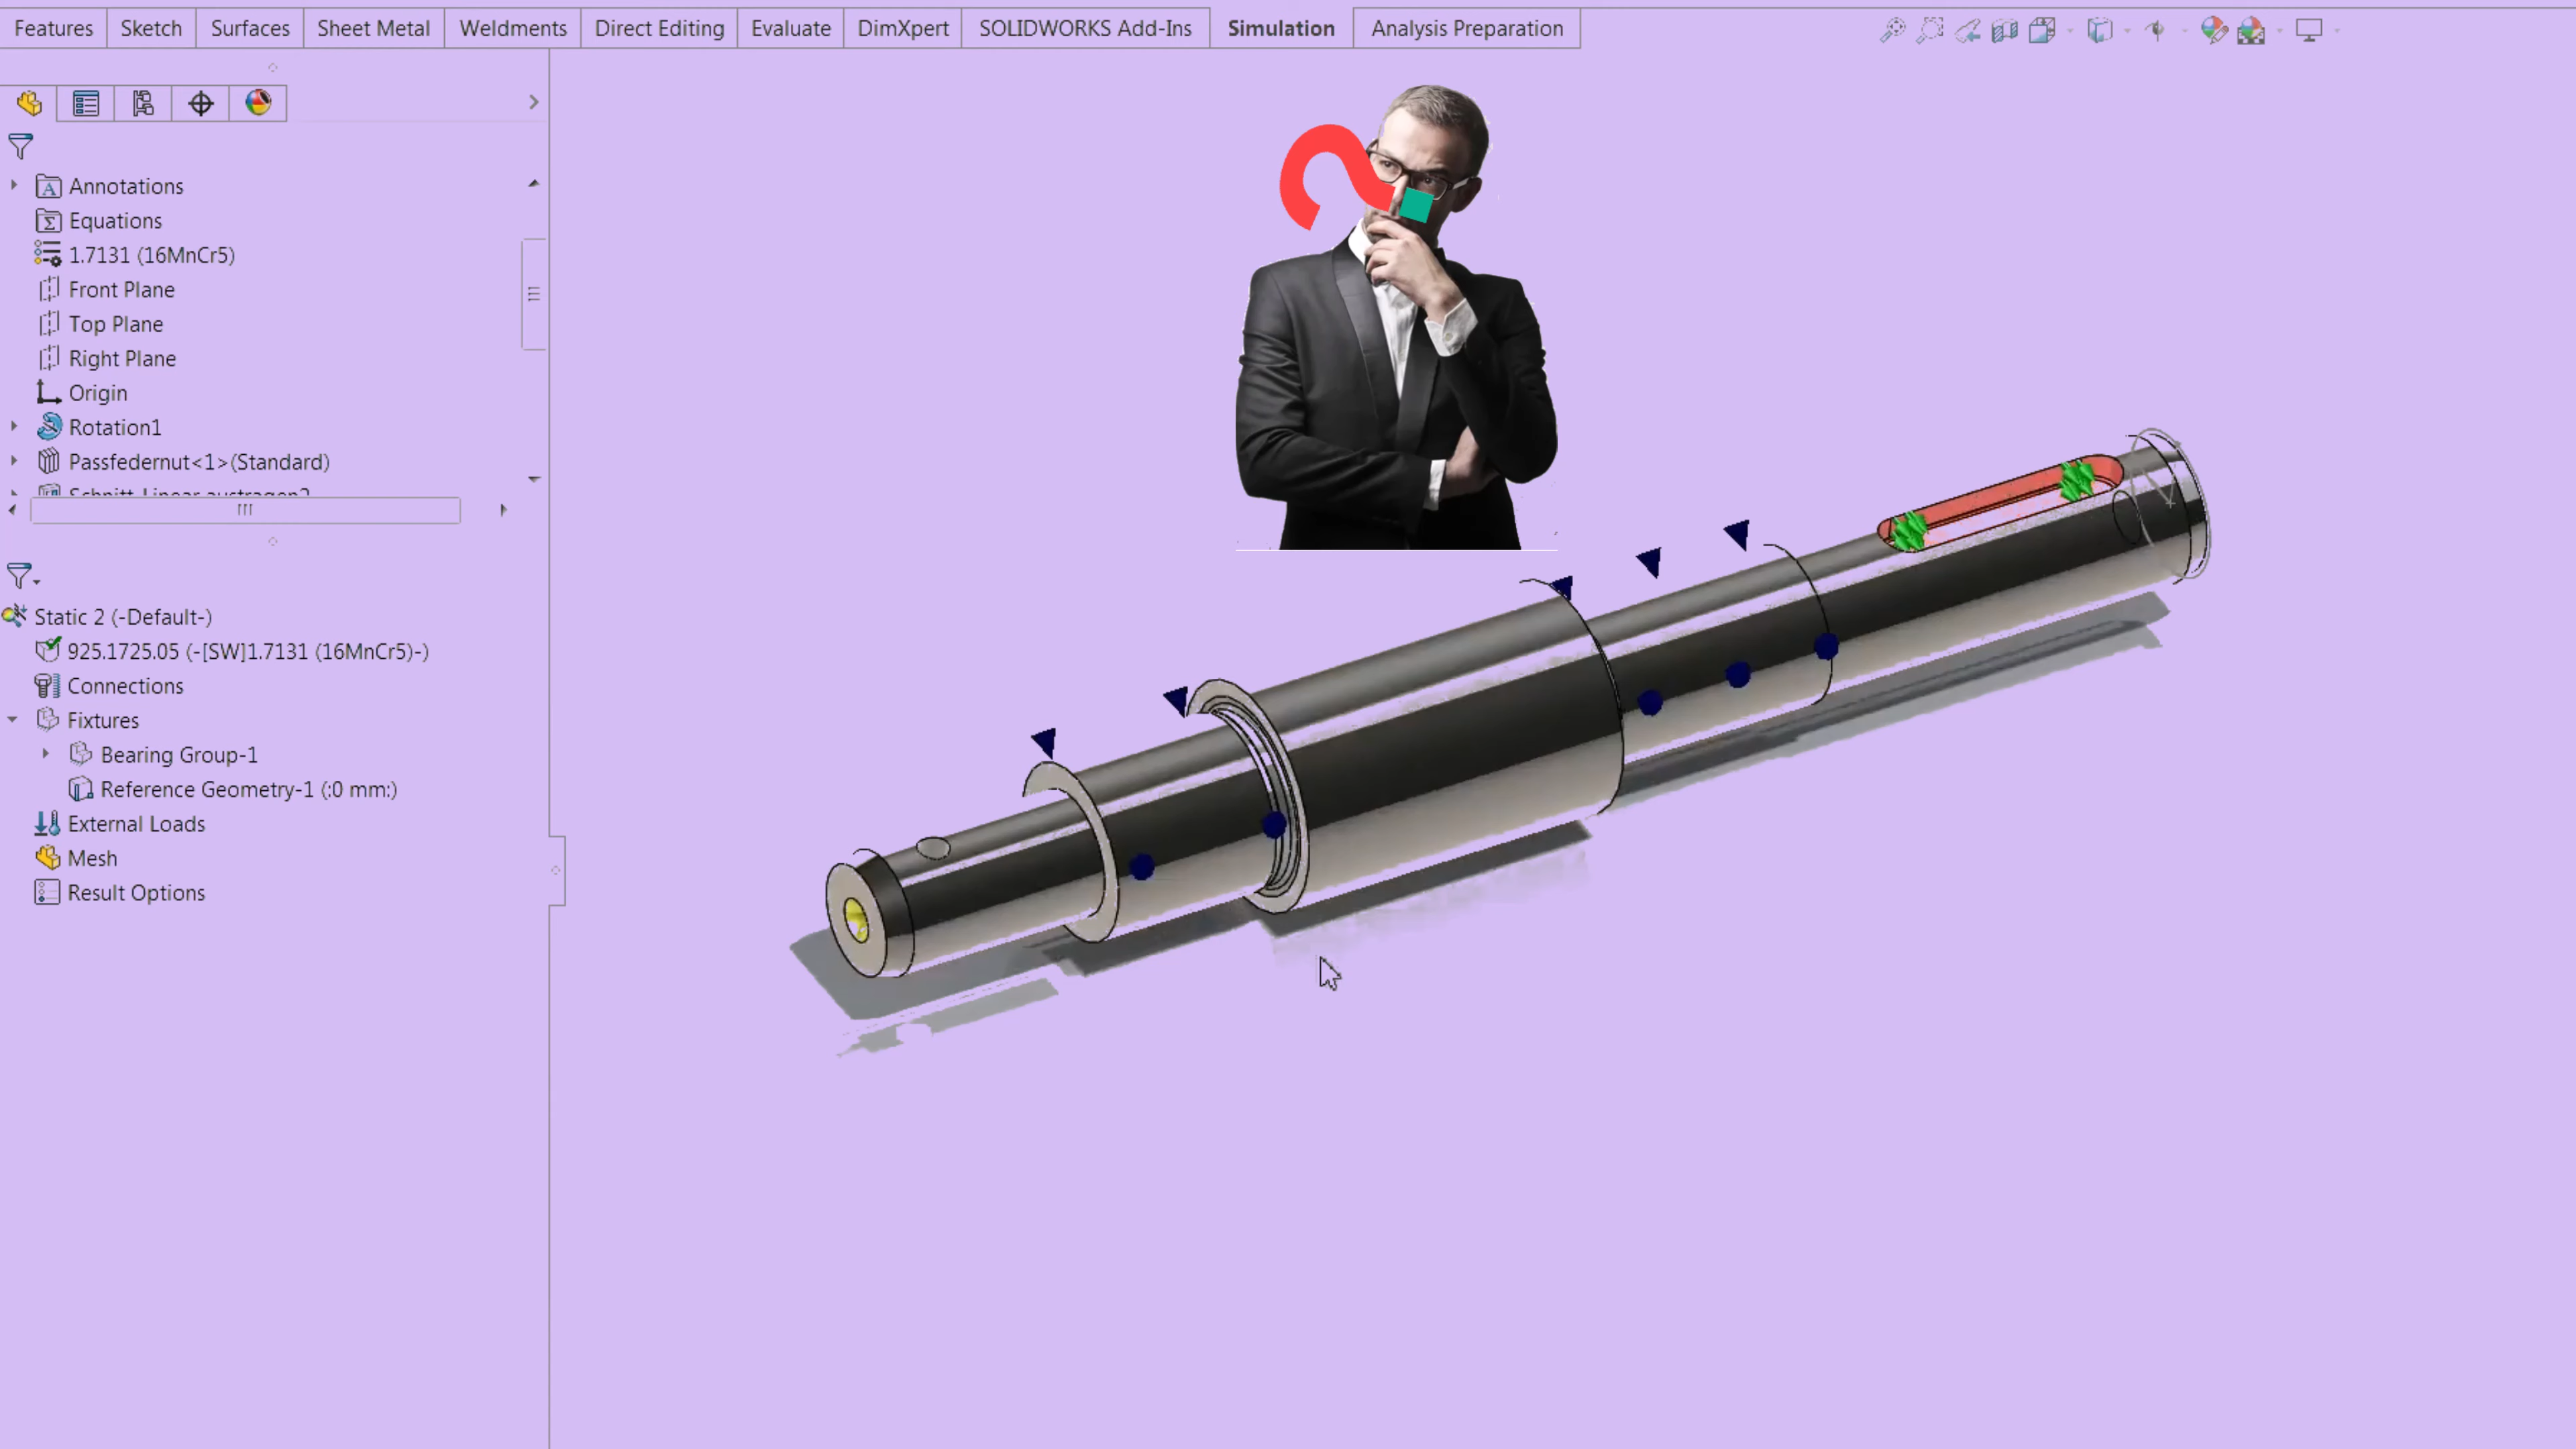 Features Sketch Surfaces Sheet Metal Weldments Direct Editing Evaluate DimXpert SOLIDWORKS Add-Ins Simulation Analysis Preparation
Annotations
Equations
1.7131 (16MnCr5)
Front Plane
Top Plane
Right Plane
Origin
Rotation1
Passfedernut<1>(Standard)
Schnitt-Linear austragen2
Static 2 (-Default-)
925.1725.05 (-[SW]1.7131 (16MnCr5)-)
Connections
Fixtures
Bearing Group-1
Reference Geometry-1 (:0 mm:)
External Loads
Mesh
Result Options